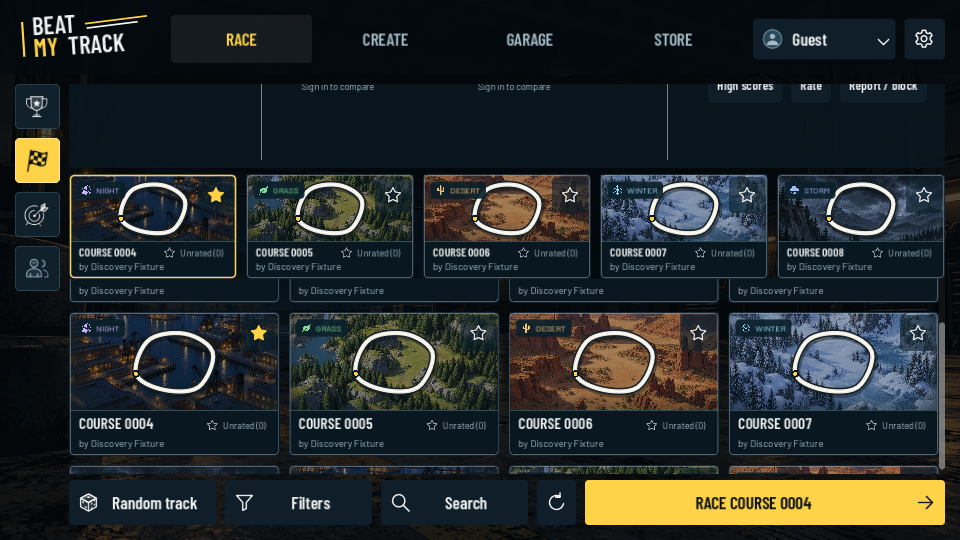 BEAT
MY TRACK
RACE
CREATE
GARAGE
STORE
Guest
Sign in to compare
Sign in to compare
High scores
Rate
Report / block
NIGHT
GRASS
DESERT
WINTER
STORM
COURSE 0004
Unrated (0)
COURSE 0005
Unrated (0)
COURSE 0006
Unrated (0)
COURSE 0007
Unrated (0)
COURSE 0008
Unrated (0)
by Discovery Fixture
by Discovery Fixture
by Discovery Fixture
by Discovery Fixture
by Discovery Fixture
by Discovery Fixture
by Discovery Fixture
by Discovery Fixture
by Discovery Fixture
NIGHT
GRASS
DESERT
WINTER
COURSE 0004
Unrated (0)
COURSE 0005
Unrated (0)
COURSE 0006
Unrated (0)
COURSE 0007
Unrated (0)
by Discovery Fixture
by Discovery Fixture
by Discovery Fixture
by Discovery Fixture
Random track
Filters
Search
RACE COURSE 0004